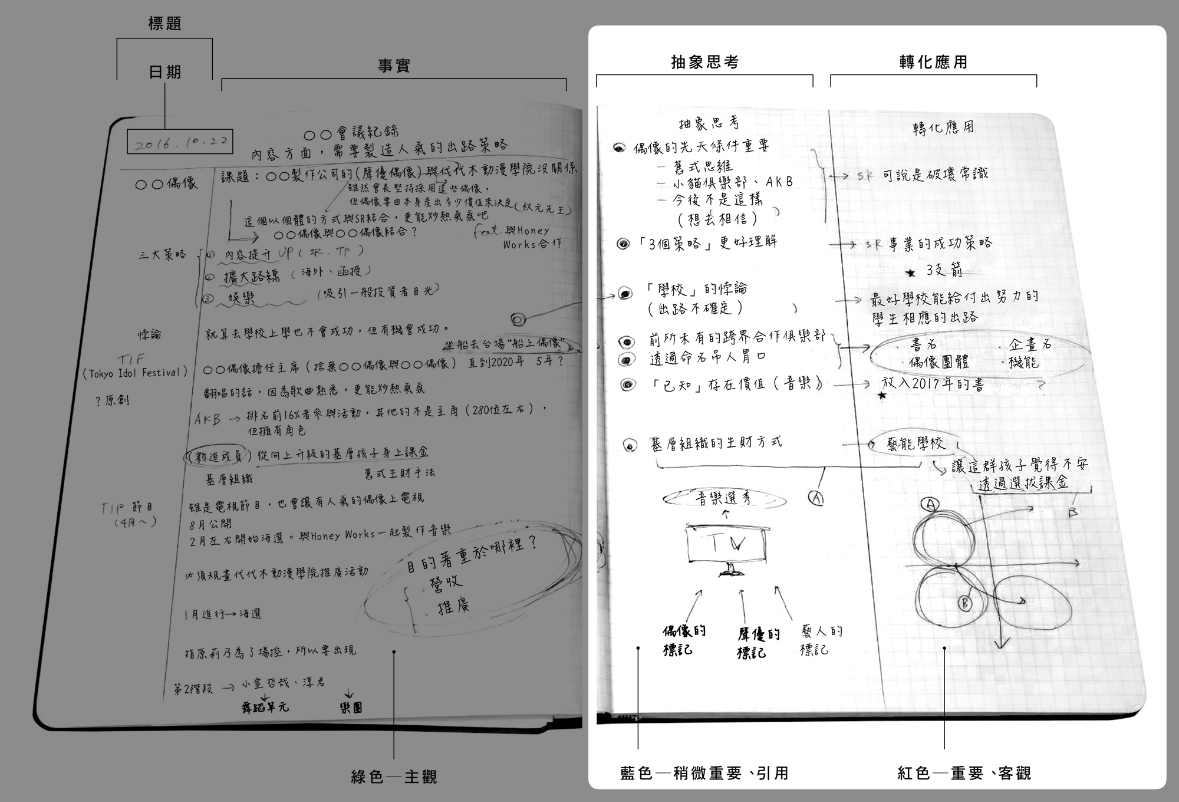 標題
日期
事實
2016.10.22
○○會議紀錄
內容方面，需要製造人氣的出路策略
○○偶像
課題：○○製作公司的(聲優偶像)與代代木動漫學院沒關係
雖然會長堅持採用這些偶像，
但偶像要由本身產出多少價值來決定(秋元先生)
這個以個體的方式與SR結合，更能炒熱氣氛吧
○○偶像與○○偶像結合？
feat. 與Honey
Works合作
三大策略
① 內容提升 UP ( SR、TP )
② 擴大路線 (海外、函授)
③ 娛樂 (吸引一般投資者目光)
悖論
就算去學校上學也不會成功，但有機會成功。
坐船去台場"船上偶像"
TIF
(Tokyo Idol Festival)
○○偶像擔任主席(捨棄○○偶像與○○偶像) 直到2020年 5年？
？原創
翻唱的話，因為歌曲熟悉，更能炒熱氣氛
AKB → 排名前16%者參與活動，其他的不是主角(280位左右)，
但擁有角色
從向上升級的基層孩子身上課金
基層組織
舊式生財手法
TIF 節目
(4月～)
雖是電視節目，也會讓有人氣的偶像上電視
8月公開
2月左右開始海選。與Honey Works一起製作音樂
目的著重於哪裡？
．營收
．推廣
必須規畫代代木動漫學院推廣活動
1月進行→海選
指原莉乃為了場控，所以要出現
第2階段 → 小室哲哉、淳君
舞蹈單元
樂團
綠色—主觀
抽象思考
轉化應用
抽象思考
轉化應用
偶像的先天條件重要
– 舊式思維
– 小貓俱樂部、AKB
– 今後不是這樣
(想去相信)
→ SR 可說是破壞常識
「3個策略」更好理解
→ SR 專業的成功策略
★ 3支箭
「學校」的悖論
(出路不確定)
→ 最好學校能給付出努力的
學生相應的出路
前所未有的跨界合作俱樂部
透過命名吊人胃口
．書名
．企畫名
．偶像團體
．機能
「已知」存在價值(音樂)
→ 放入2017年的書 ？
★
基層組織的生財方式
→ 藝能學校
讓這群孩子覺得不安
透過選拔課金
Ⓐ
B
音樂選秀
TV
Ⓐ
Ⓑ
偶像的
標記
聲優的
標記
藝人的
標記
藍色—稍微重要、引用
紅色—重要、客觀